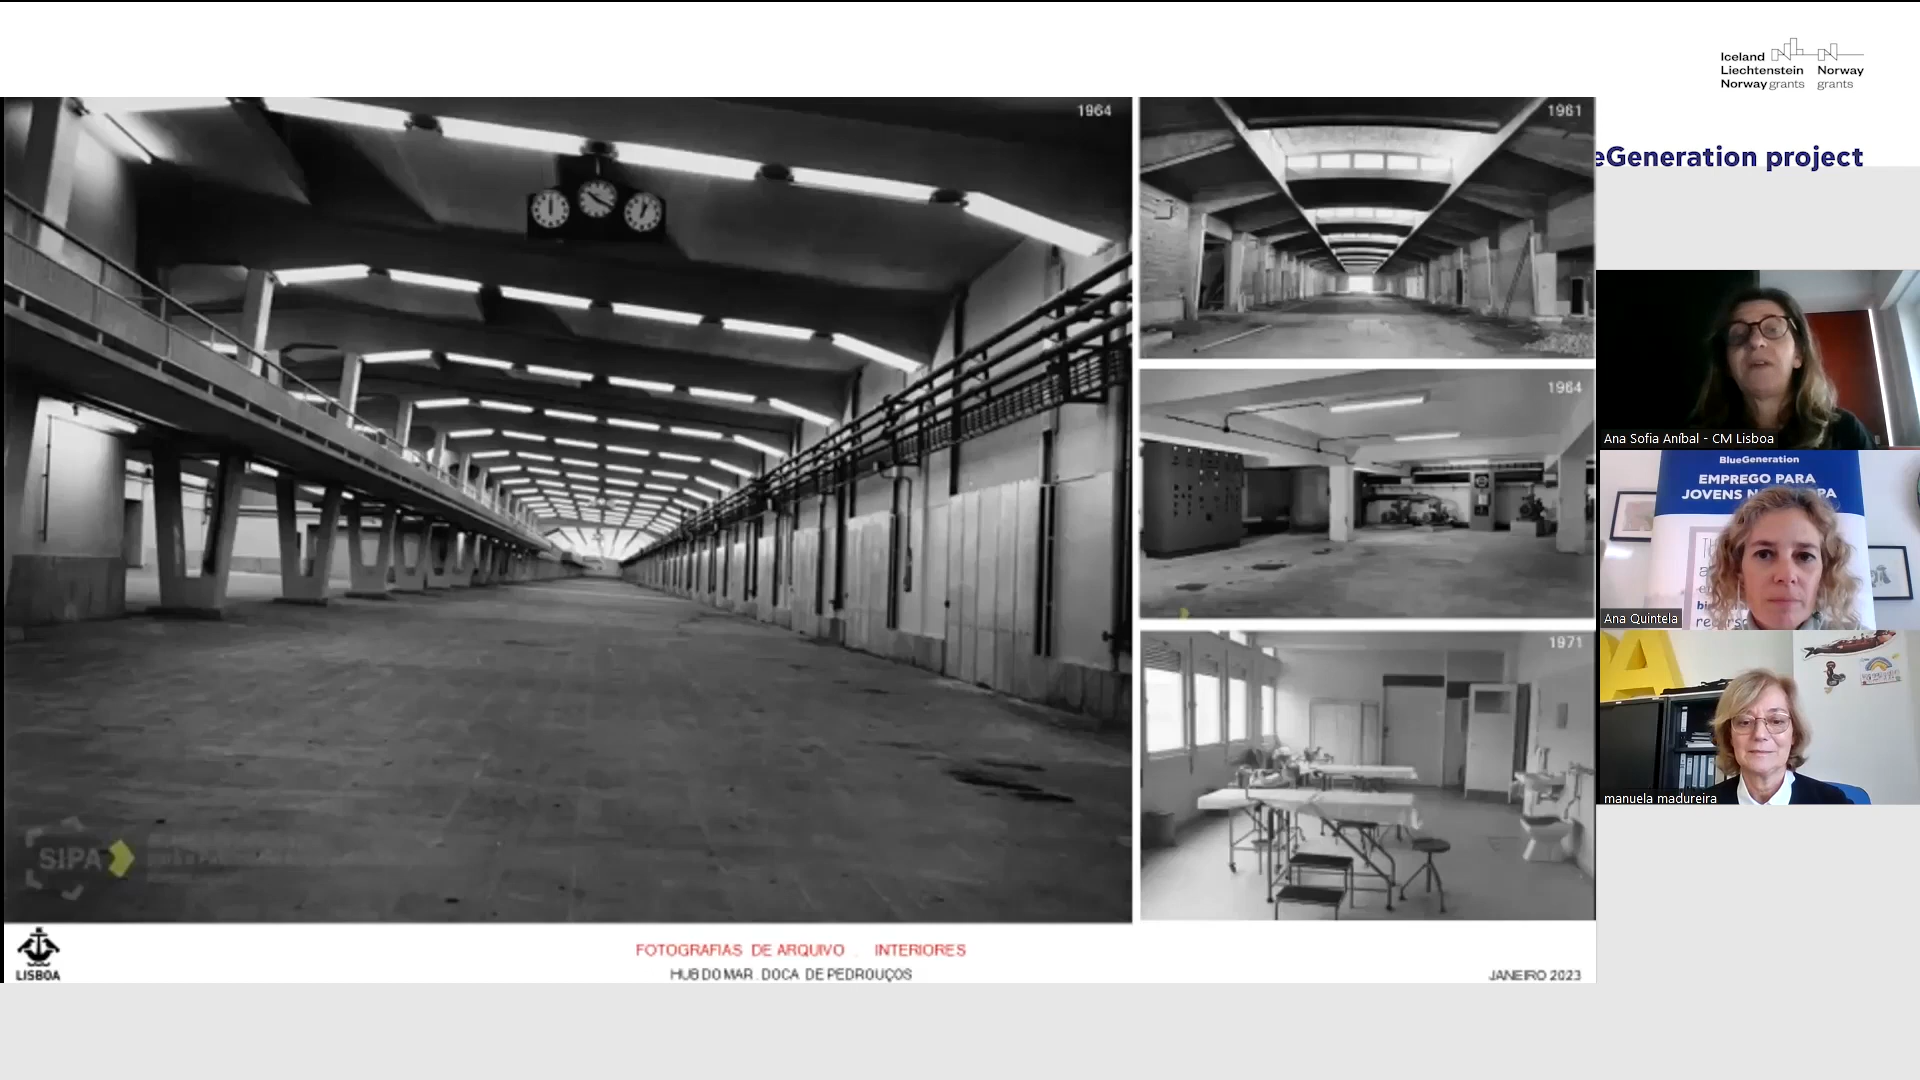 Iceland
Liechtenstein Norway
Norway grants grants
eGeneration project
1964
1961
1964
1971
SIPA
LISBOA
FOTOGRAFIAS DE ARQUIVO . INTERIORES
HUB DO MAR . DOCA DE PEDROUÇOS
JANEIRO 2023
Ana Sofia Aníbal - CM Lisboa
BlueGeneration
EMPREGO PARA
JOVENS
Ana Quintela
manuela madureira